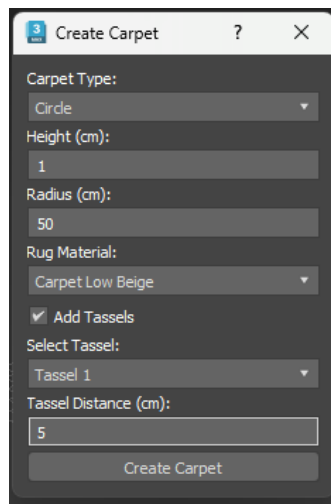 3
Create Carpet ? ✕
Carpet Type:
Circle
Height (cm):
1
Radius (cm):
50
Rug Material:
Carpet Low Beige
Add Tassels
Select Tassel:
Tassel 1
Tassel Distance (cm):
5
Create Carpet